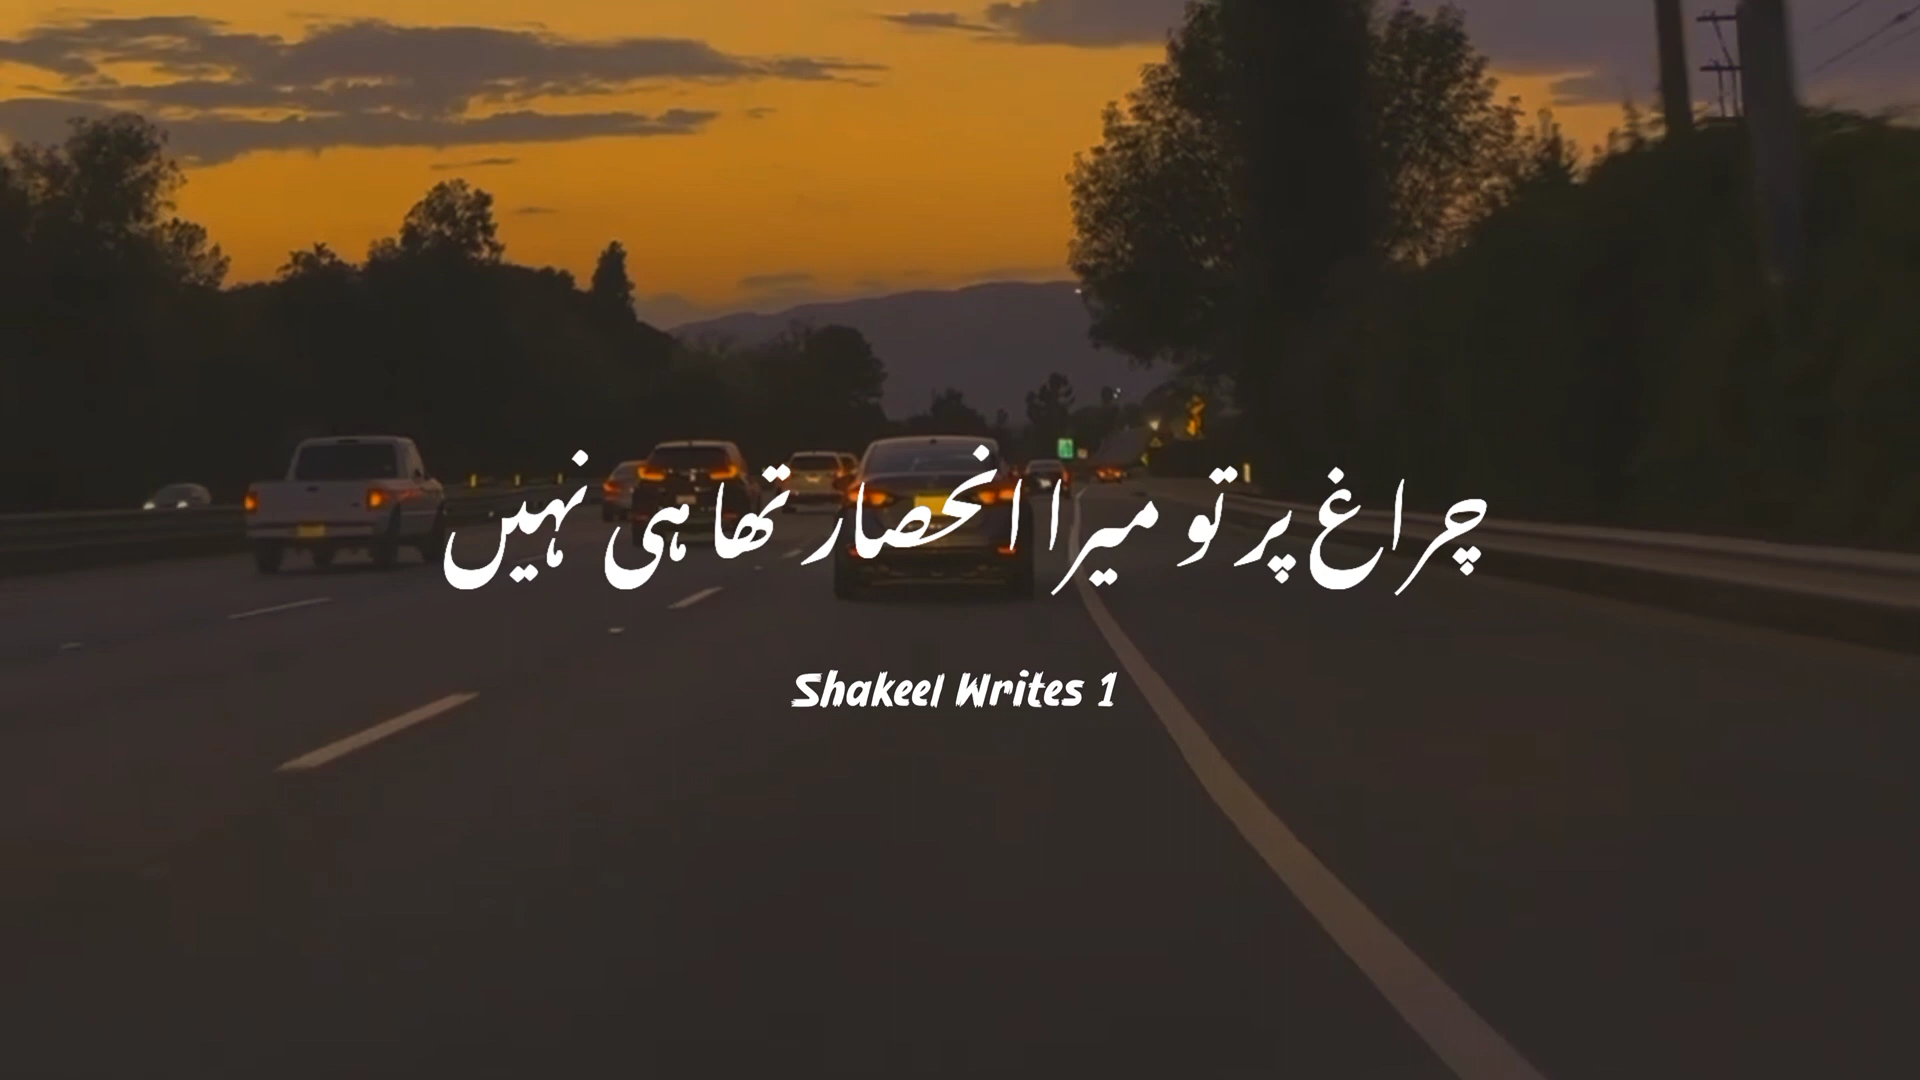 چراغ پر تو میرا انحصار تھا ہی نہیں
Shakeel Writes 1